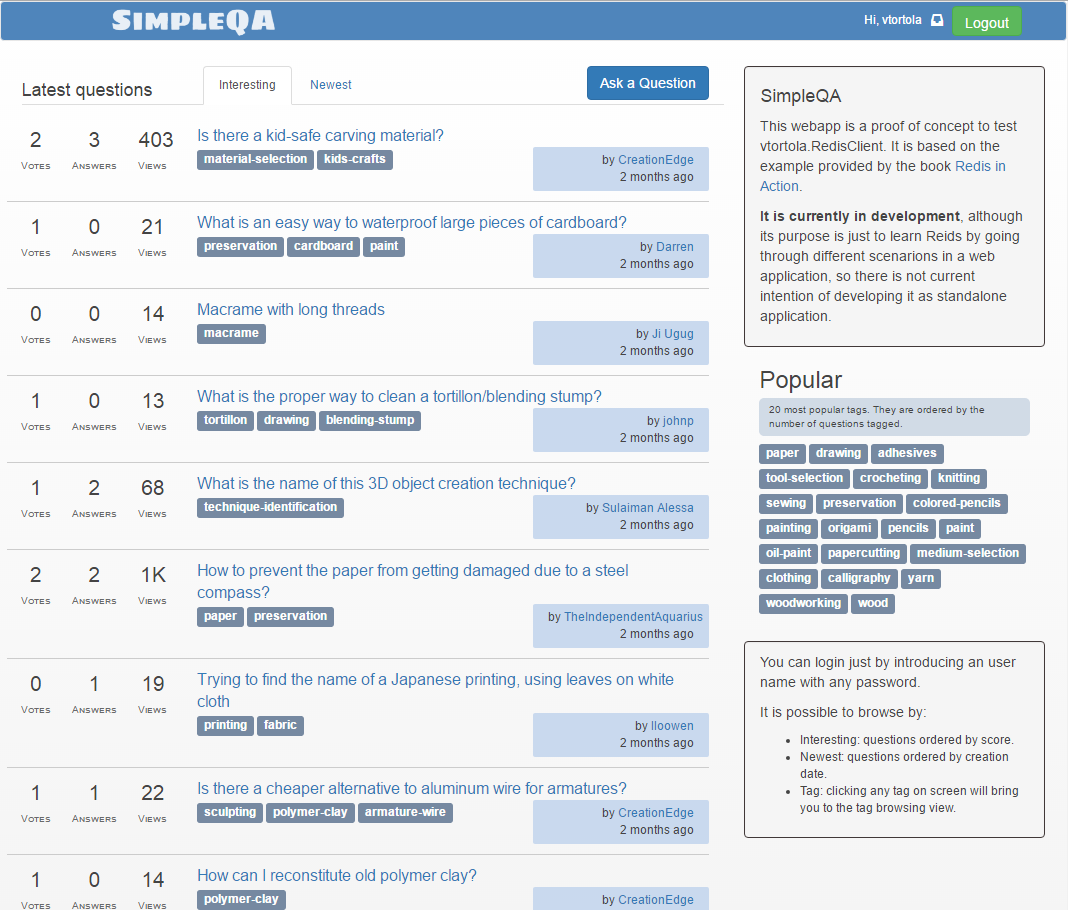 SimpleQA
Hi, vtortola
Logout
Latest questions
Interesting
Newest
Ask a Question
2 3 403
Votes Answers Views
Is there a kid-safe carving material?
material-selection kids-crafts
by CreationEdge
2 months ago
1 0 21
Votes Answers Views
What is an easy way to waterproof large pieces of cardboard?
preservation cardboard paint
by Darren
2 months ago
0 0 14
Votes Answers Views
Macrame with long threads
macrame
by Ji Ugug
2 months ago
1 0 13
Votes Answers Views
What is the proper way to clean a tortillon/blending stump?
tortillon drawing blending-stump
by johnp
2 months ago
1 2 68
Votes Answers Views
What is the name of this 3D object creation technique?
technique-identification
by Sulaiman Alessa
2 months ago
2 2 1K
Votes Answers Views
How to prevent the paper from getting damaged due to a steel
compass?
paper preservation
by TheIndependentAquarius
2 months ago
0 1 19
Votes Answers Views
Trying to find the name of a Japanese printing, using leaves on white
cloth
printing fabric
by lloowen
2 months ago
1 1 22
Votes Answers Views
Is there a cheaper alternative to aluminum wire for armatures?
sculpting polymer-clay armature-wire
by CreationEdge
2 months ago
1 0 14
Votes Answers Views
How can I reconstitute old polymer clay?
polymer-clay
by CreationEdge
SimpleQA
This webapp is a proof of concept to test
vtortola.RedisClient. It is based on the
example provided by the book Redis in
Action.
It is currently in development, although
its purpose is just to learn Reids by going
through different scenarions in a web
application, so there is not current
intention of developing it as standalone
application.
Popular
20 most popular tags. They are ordered by the
number of questions tagged.
paper drawing adhesives
tool-selection crocheting knitting
sewing preservation colored-pencils
painting origami pencils paint
oil-paint papercutting medium-selection
clothing calligraphy yarn
woodworking wood
You can login just by introducing an user
name with any password.
It is possible to browse by:
• Interesting: questions ordered by score.
• Newest: questions ordered by creation
date.
• Tag: clicking any tag on screen will bring
you to the tag browsing view.